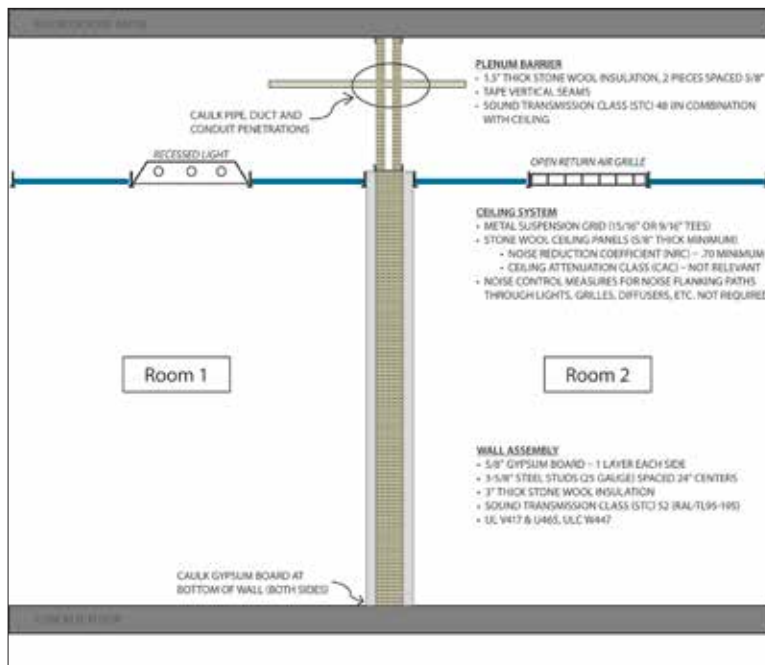 PLENUM BARRIER
• 1.5" THICK STONE WOOL INSULATION, 2 PIECES SPACED 5/8"
• TAPE VERTICAL SEAMS
• SOUND TRANSMISSION CLASS (STC) 48 (IN COMBINATION
WITH CEILING
CAULK PIPE, DUCT AND
CONDUIT PENETRATIONS
RECESSED LIGHT
OPEN RETURN AIR GRILLE
CEILING SYSTEM
• METAL SUSPENSION GRID (15/16" OR 9/16" TEES)
• STONE WOOL CEILING PANELS (5/8" THICK MINIMUM)
• NOISE REDUCTION COEFFICIENT (NRC) – .70 MINIMUM
• CEILING ATTENUATION CLASS (CAC) – NOT RELEVANT
• NOISE CONTROL MEASURES FOR NOISE FLANKING PATHS
THROUGH LIGHTS, GRILLES, DIFFUSERS, ETC. NOT REQUIRED
Room 1
Room 2
WALL ASSEMBLY
• 5/8" GYPSUM BOARD – 1 LAYER EACH SIDE
• 3-5/8" STEEL STUDS (25 GAUGE) SPACED 24" CENTERS
• 3" THICK STONE WOOL INSULATION
• SOUND TRANSMISSION CLASS (STC) 52 (RAL-TL95-195)
• UL V417 & U465, ULC W447
CAULK GYPSUM BOARD AT
BOTTOM OF WALL (BOTH SIDES)
CONCRETE FLOOR